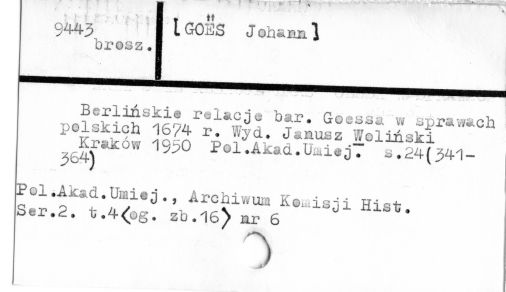 9443 [GOËS Johann]
brosz.
Berlińskie relacje bar. Goessa w sprawach
polskich 1674 r. Wyd. Janusz Woliński
Kraków 1950 Pol.Akad.Umiej. s.24(341-
364)
Pol.Akad.Umiej., Archiwum Komisji Hist.
Ser.2. t.4<og. zb.16> nr 6